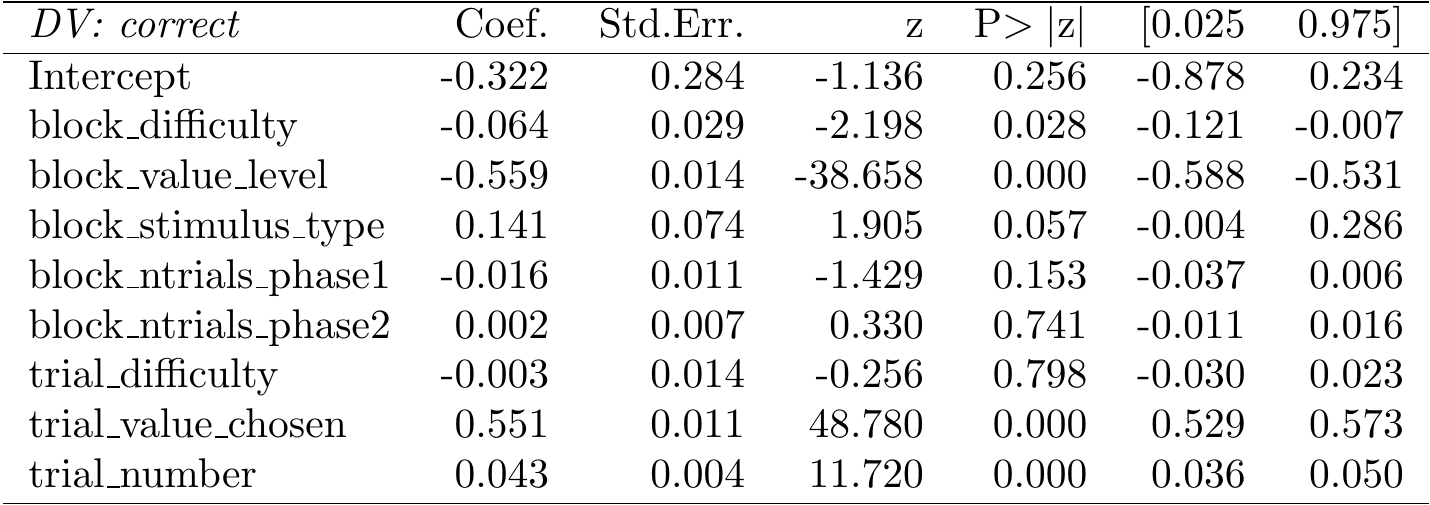 DV: correct Coef. Std.Err. z P> |z| [0.025 0.975]
Intercept -0.322 0.284 -1.136 0.256 -0.878 0.234
block_difficulty -0.064 0.029 -2.198 0.028 -0.121 -0.007
block_value_level -0.559 0.014 -38.658 0.000 -0.588 -0.531
block_stimulus_type 0.141 0.074 1.905 0.057 -0.004 0.286
block_ntrials_phase1 -0.016 0.011 -1.429 0.153 -0.037 0.006
block_ntrials_phase2 0.002 0.007 0.330 0.741 -0.011 0.016
trial_difficulty -0.003 0.014 -0.256 0.798 -0.030 0.023
trial_value_chosen 0.551 0.011 48.780 0.000 0.529 0.573
trial_number 0.043 0.004 11.720 0.000 0.036 0.050